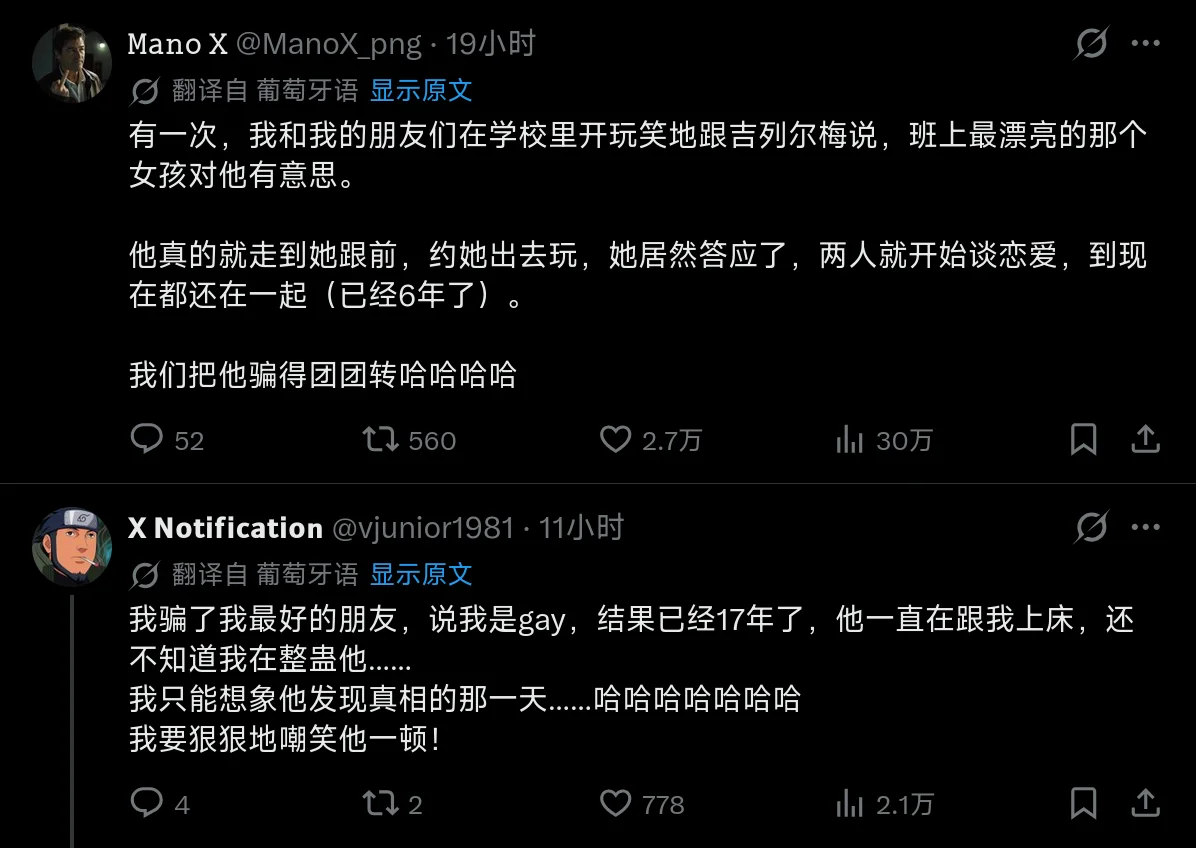 Mano X @ManoX_png · 19小时
翻译自 葡萄牙语 显示原文
有一次，我和我的朋友们在学校里开玩笑地跟吉列尔梅说，班上最漂亮的那个
女孩对他有意思。
他真的就走到她跟前，约她出去玩，她居然答应了，两人就开始谈恋爱，到现
在都还在一起（已经6年了）。
我们把他骗得团团转哈哈哈哈
52 560 2.7万 30万
X Notification @vjunior1981 · 11小时
翻译自 葡萄牙语 显示原文
我骗了我最好的朋友，说我是gay，结果已经17年了，他一直在跟我上床，还
不知道我在整蛊他......
我只能想象他发现真相的那一天......哈哈哈哈哈哈哈
我要狠狠地嘲笑他一顿！
4 2 778 2.1万